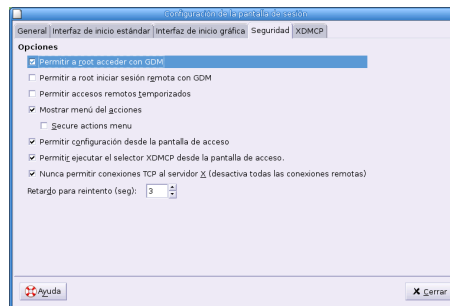 Configuración de la pantalla de sesión
General Interfaz de inicio estándar Interfaz de inicio gráfica Seguridad XDMCP
Opciones
Permitir a root acceder con GDM
Permitir a root iniciar sesión remota con GDM
Permitir accesos remotos temporizados
Mostrar menú del acciones
Secure actions menu
Permitir configuración desde la pantalla de acceso
Permitir ejecutar el selector XDMCP desde la pantalla de acceso.
Nunca permitir conexiones TCP al servidor X (desactiva todas las conexiones remotas)
Retardo para reintento (seg): 3
Ayuda Cerrar